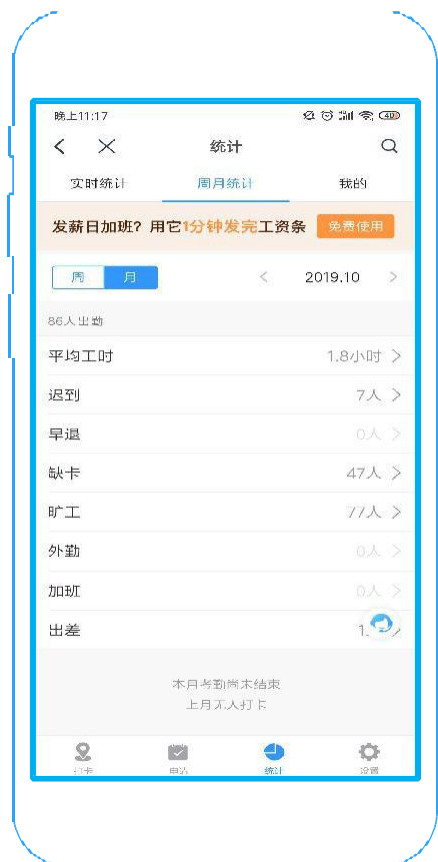 晚上11:17
40
统计
实时统计 周月统计 我的
发薪日加班？用它1分钟发完工资条 免费使用
周 月 2019.10
86人出勤
平均工时 1.8小时
迟到 7人
早退 0人
缺卡 47人
旷工 77人
外勤 0人
加班 0人
出差 1.
本月考勤尚未结束
上月无人打卡
打卡 申请 统计 设置